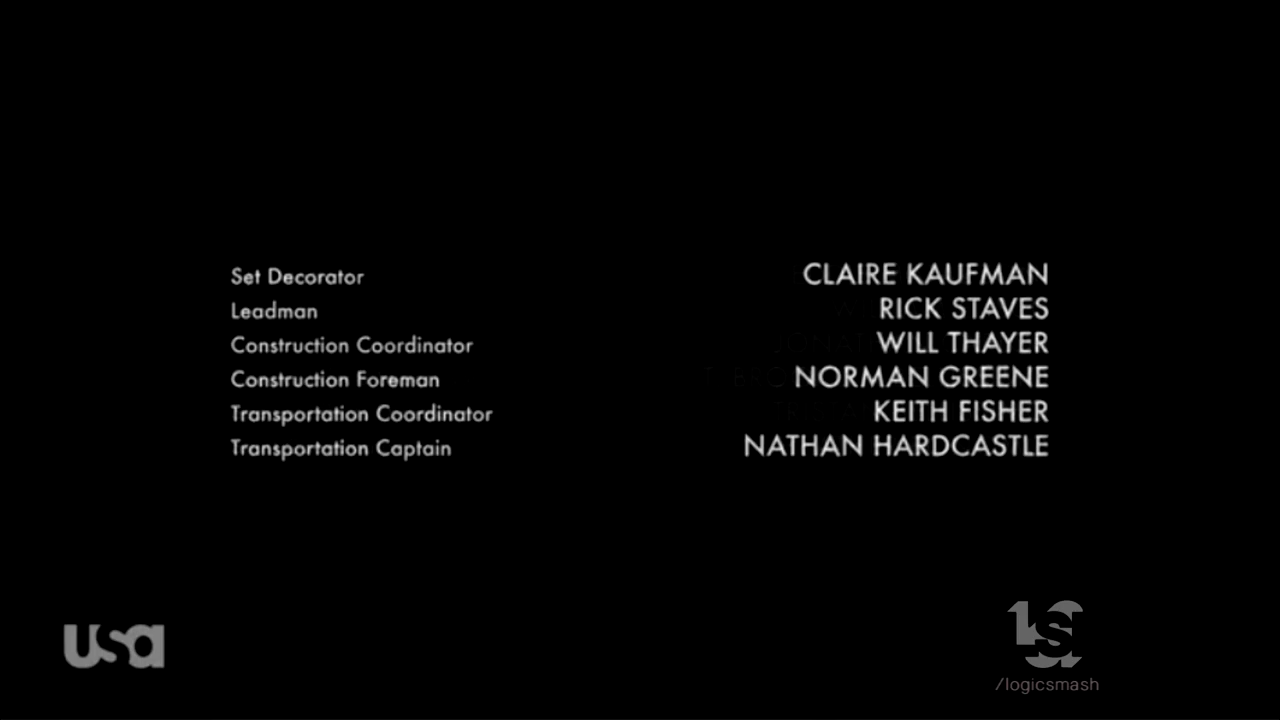 Set Decorator CLAIRE KAUFMAN
Leadman RICK STAVES
Construction Coordinator WILL THAYER
Construction Foreman NORMAN GREENE
Transportation Coordinator KEITH FISHER
Transportation Captain NATHAN HARDCASTLE
usa
ls
/logicsmash